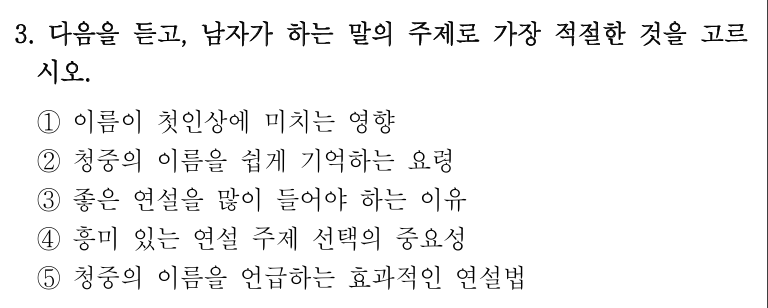 3. 다음을 듣고, 남자가 하는 말의 주제로 가장 적절한 것을 고르
시오.
① 이름이 첫인상에 미치는 영향
② 청중의 이름을 쉽게 기억하는 요령
③ 좋은 연설을 많이 들어야 하는 이유
④ 흥미 있는 연설 주제 선택의 중요성
⑤ 청중의 이름을 언급하는 효과적인 연설법